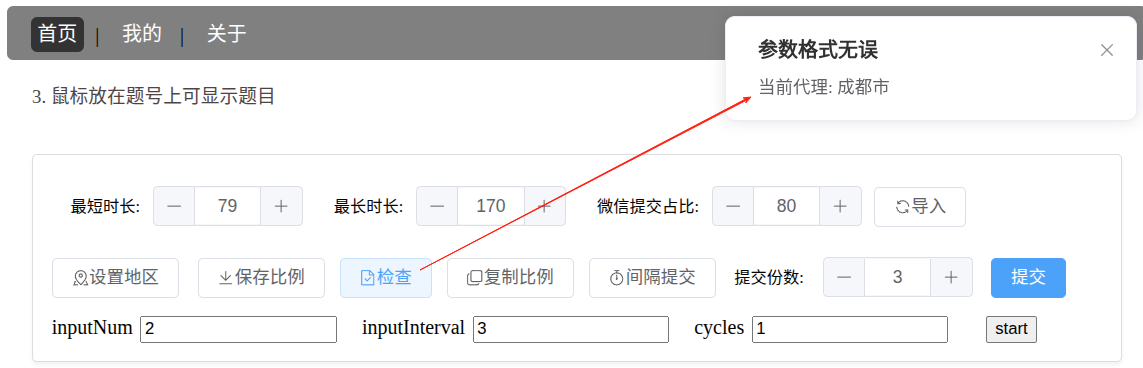 首页 | 我的 | 关于
参数格式无误
当前代理: 成都市
3. 鼠标放在题号上可显示题目
最短时长: 79 最长时长: 170 微信提交占比: 80 导入
设置地区 保存比例 检查 复制比例 间隔提交 提交份数: 3 提交
inputNum 2 inputInterval 3 cycles 1 start